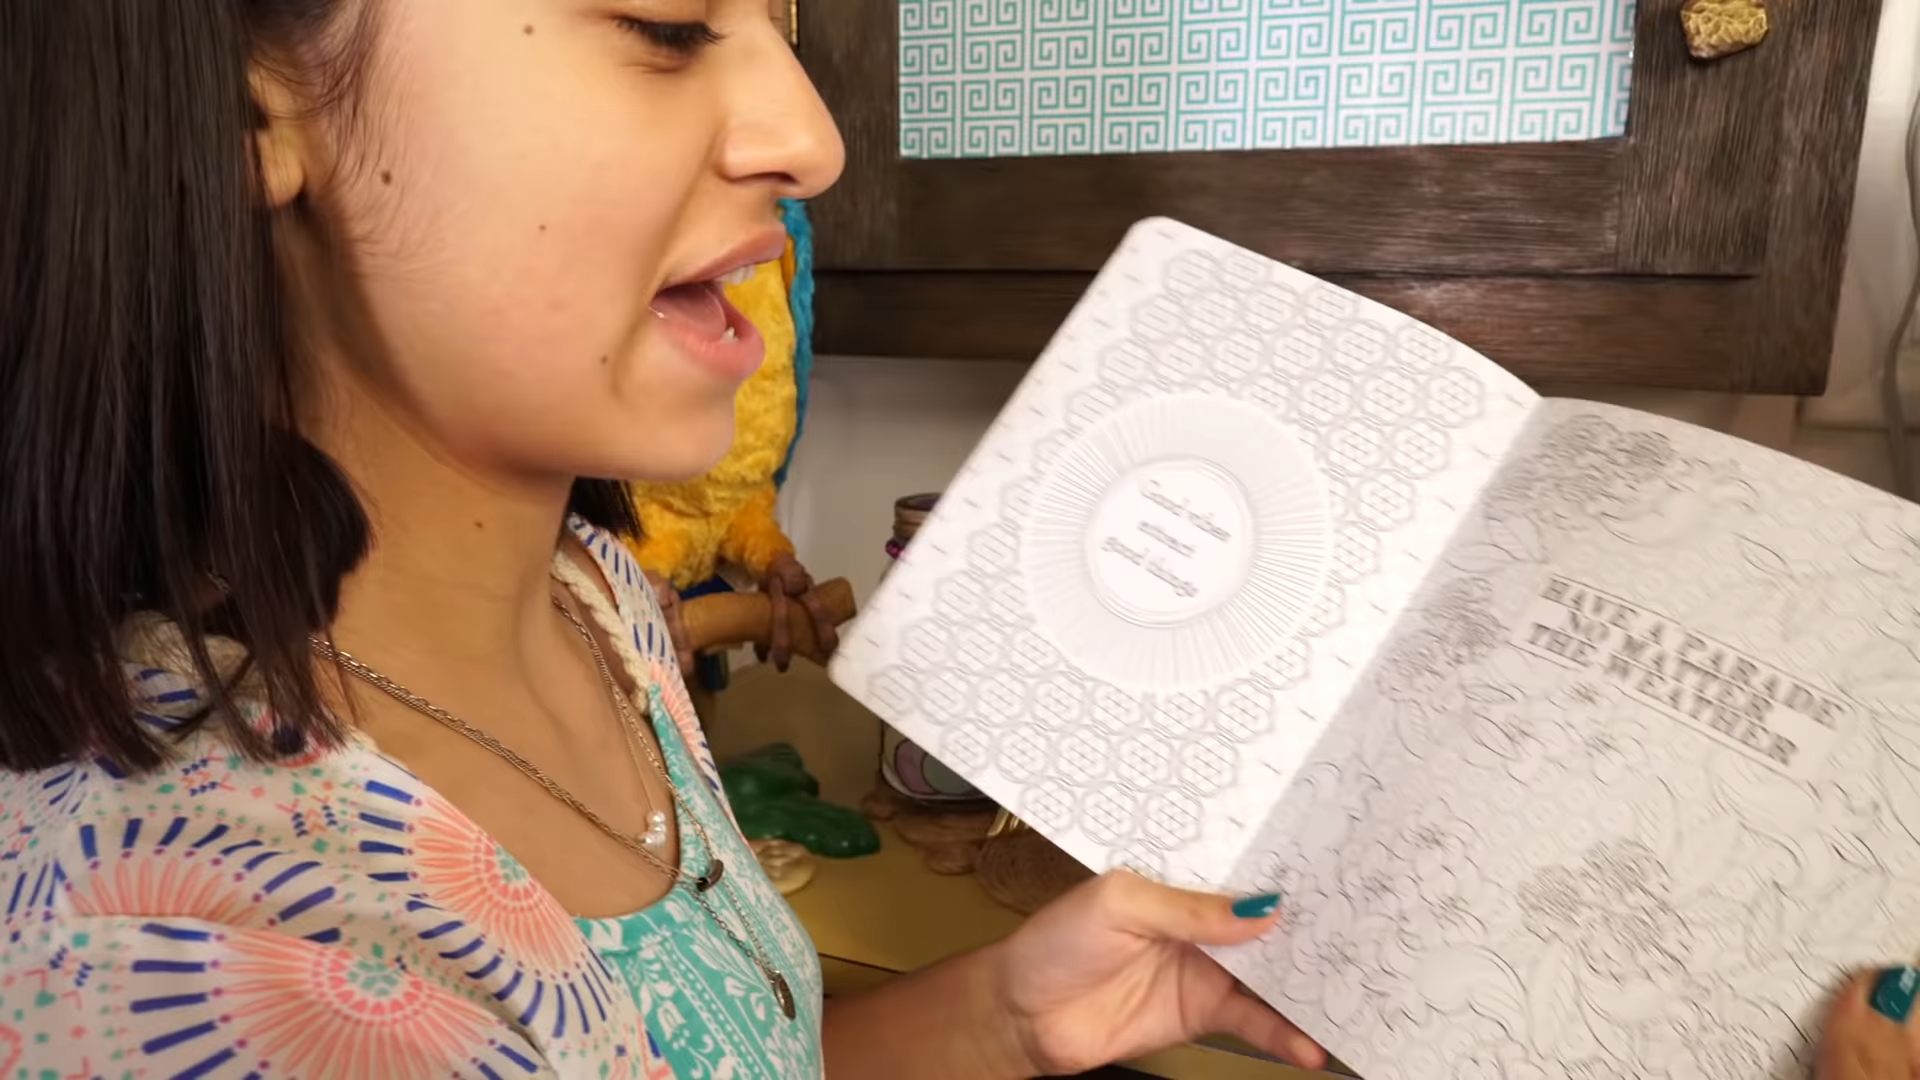 Good vibes
attract
good things
HAVE A PARADE
NO MATTER
THE WEATHER